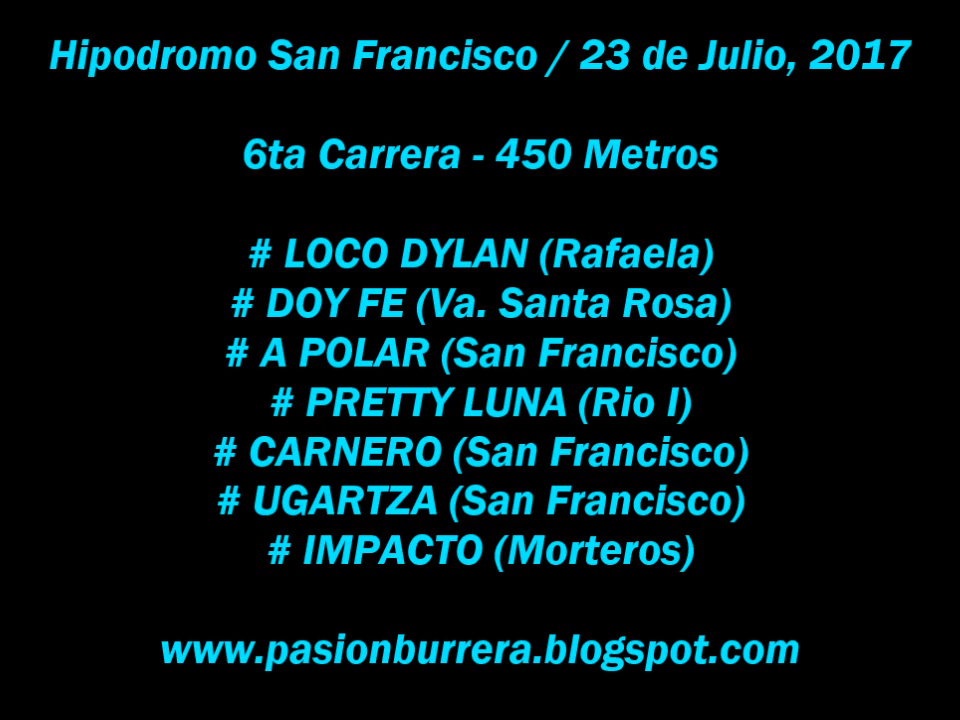 Hipodromo San Francisco / 23 de Julio, 2017
6ta Carrera - 450 Metros
# LOCO DYLAN (Rafaela)
# DOY FE (Va. Santa Rosa)
# A POLAR (San Francisco)
# PRETTY LUNA (Rio I)
# CARNERO (San Francisco)
# UGARTZA (San Francisco)
# IMPACTO (Morteros)
www.pasionburrera.blogspot.com